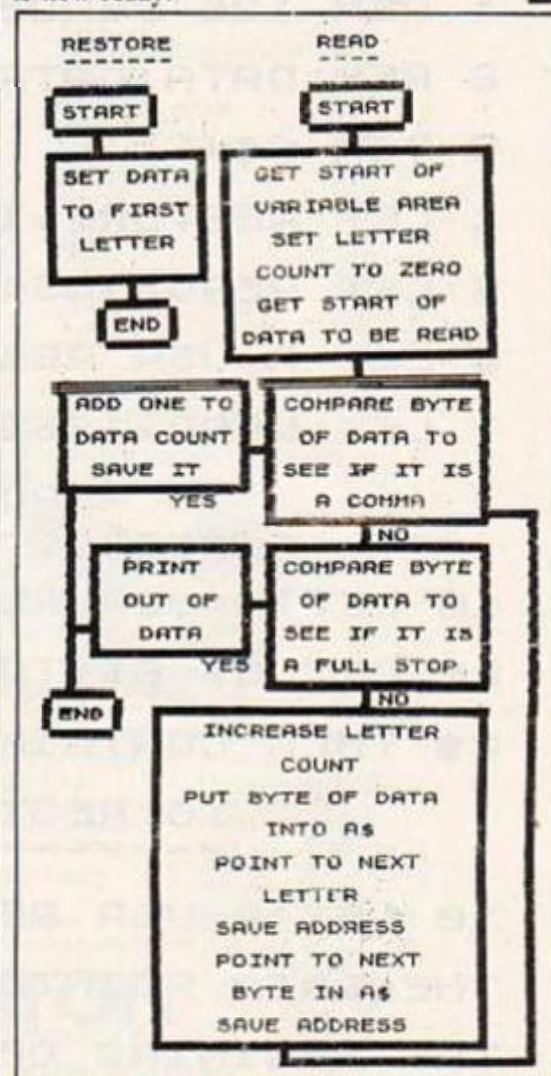 RESTORE
START
SET DATA
TO FIRST
LETTER
END
READ
START
GET START OF
VARIABLE AREA
SET LETTER
COUNT TO ZERO
GET START OF
DATA TO BE READ
COMPARE BYTE
OF DATA TO
SEE IF IT IS
A COMMA
YES
ADD ONE TO
DATA COUNT
SAVE IT
NO
COMPARE BYTE
OF DATA TO
SEE IF IT IS
A FULL STOP
YES
PRINT
OUT OF
DATA
END
NO
INCREASE LETTER
COUNT
PUT BYTE OF DATA
INTO A$
POINT TO NEXT
LETTER
SAVE ADDRESS
POINT TO NEXT
BYTE IN A$
SAVE ADDRESS